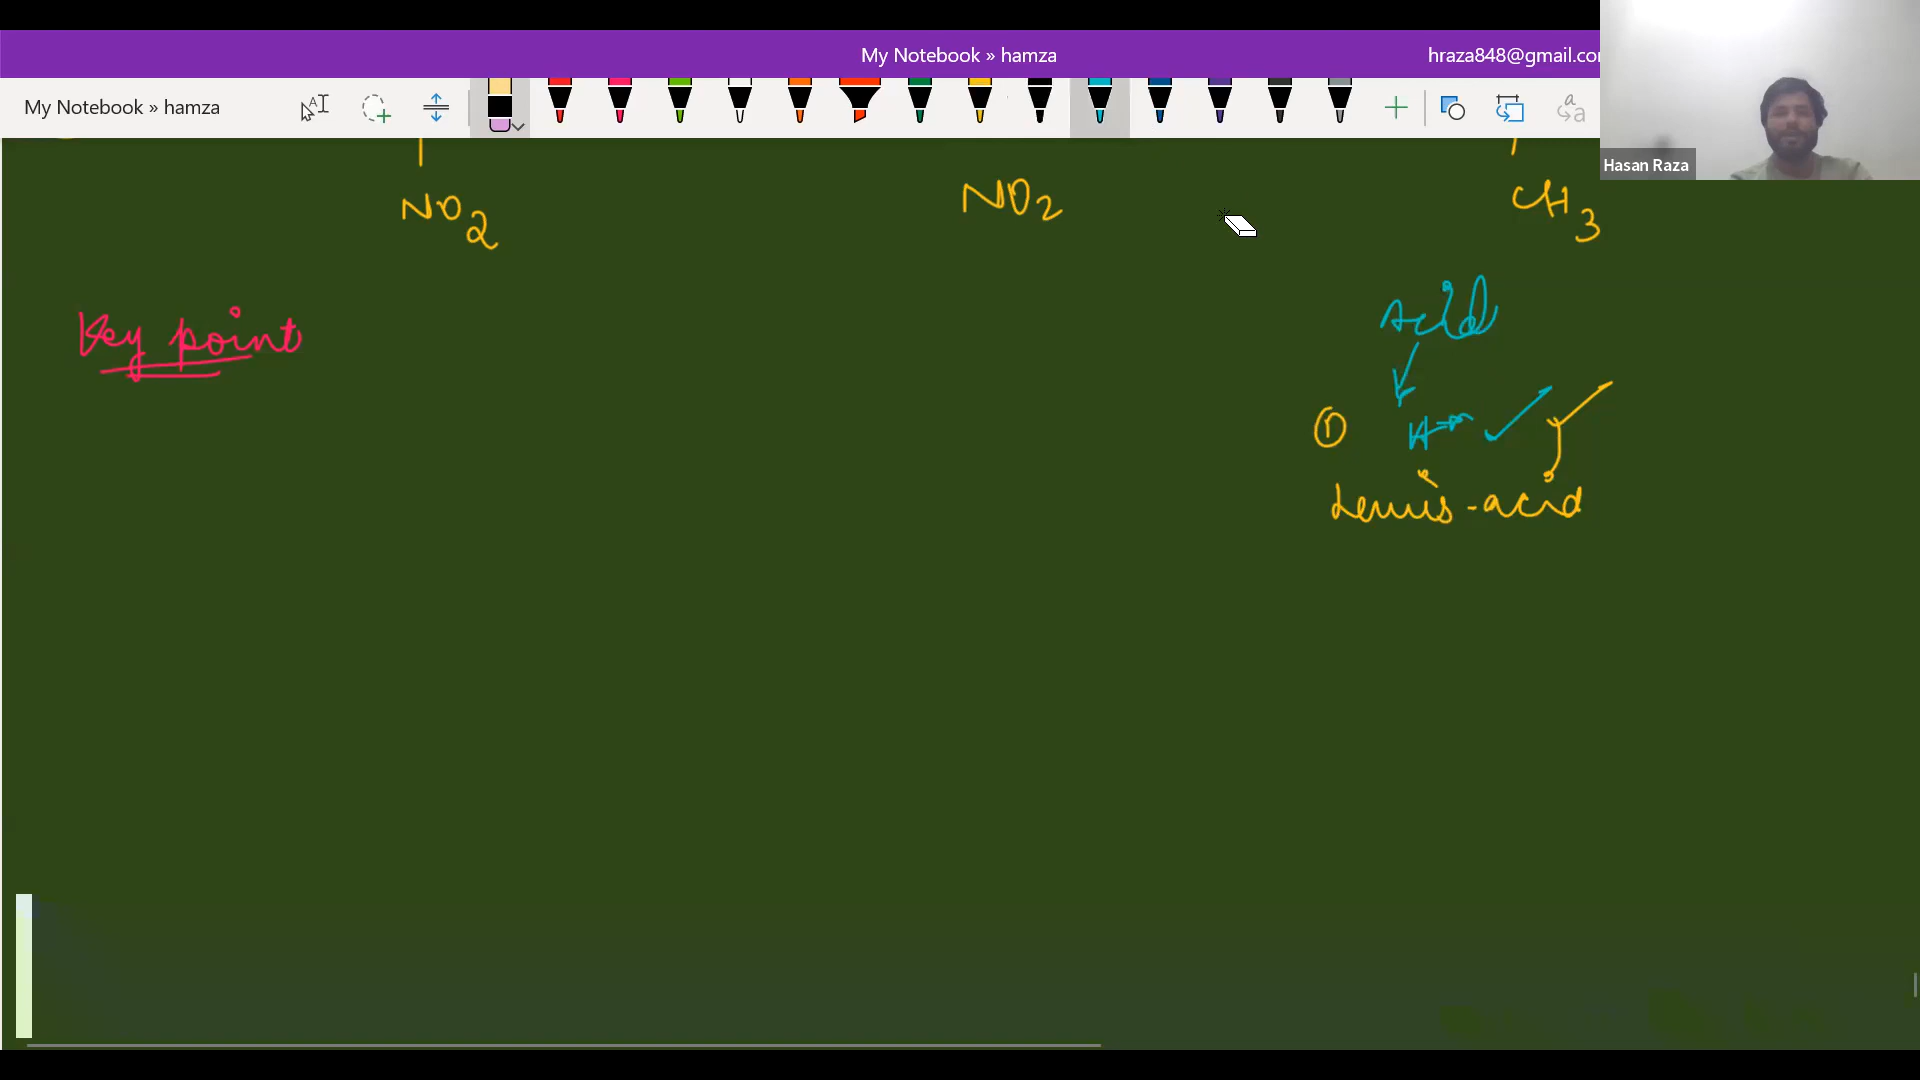 My Notebook » hamza
hraza848@gmail.co
My Notebook » hamza
Hasan Raza
NO2
NO2
CH3
Key point
Acid
① H+
Lewis-acid